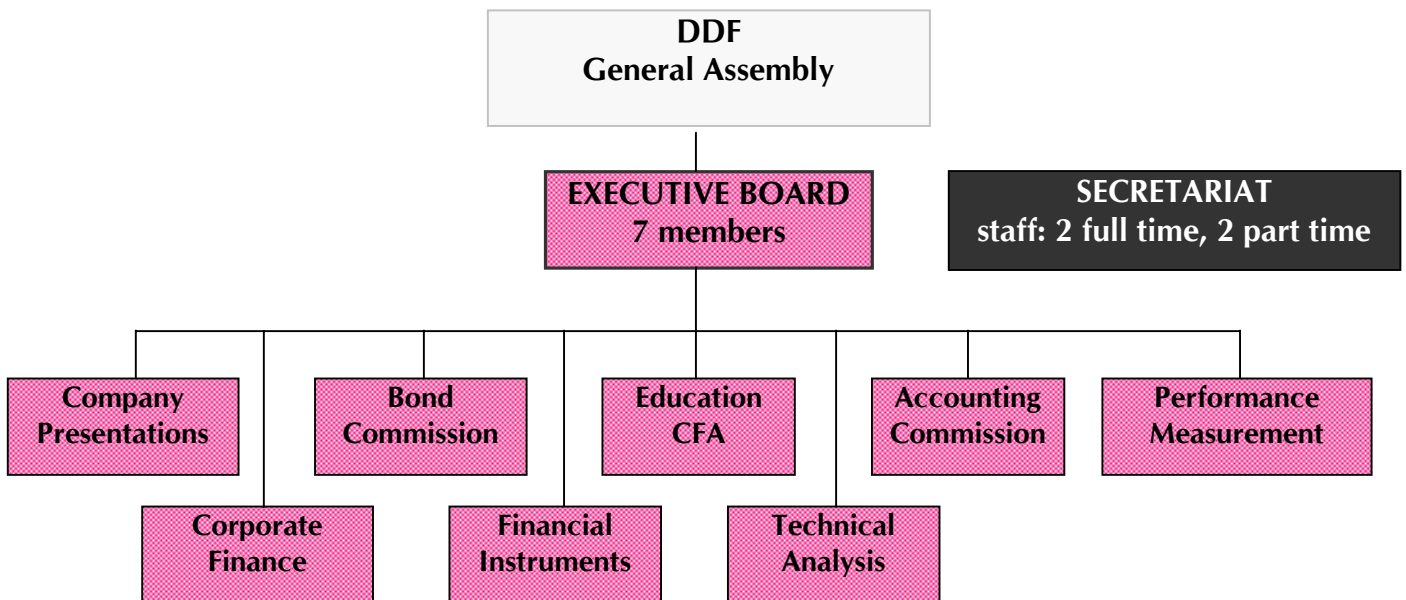 DDF
General Assembly
EXECUTIVE BOARD
7 members
SECRETARIAT
staff: 2 full time, 2 part time
Company
Presentations
Bond
Commission
Education
CFA
Accounting
Commission
Performance
Measurement
Corporate
Finance
Financial
Instruments
Technical
Analysis